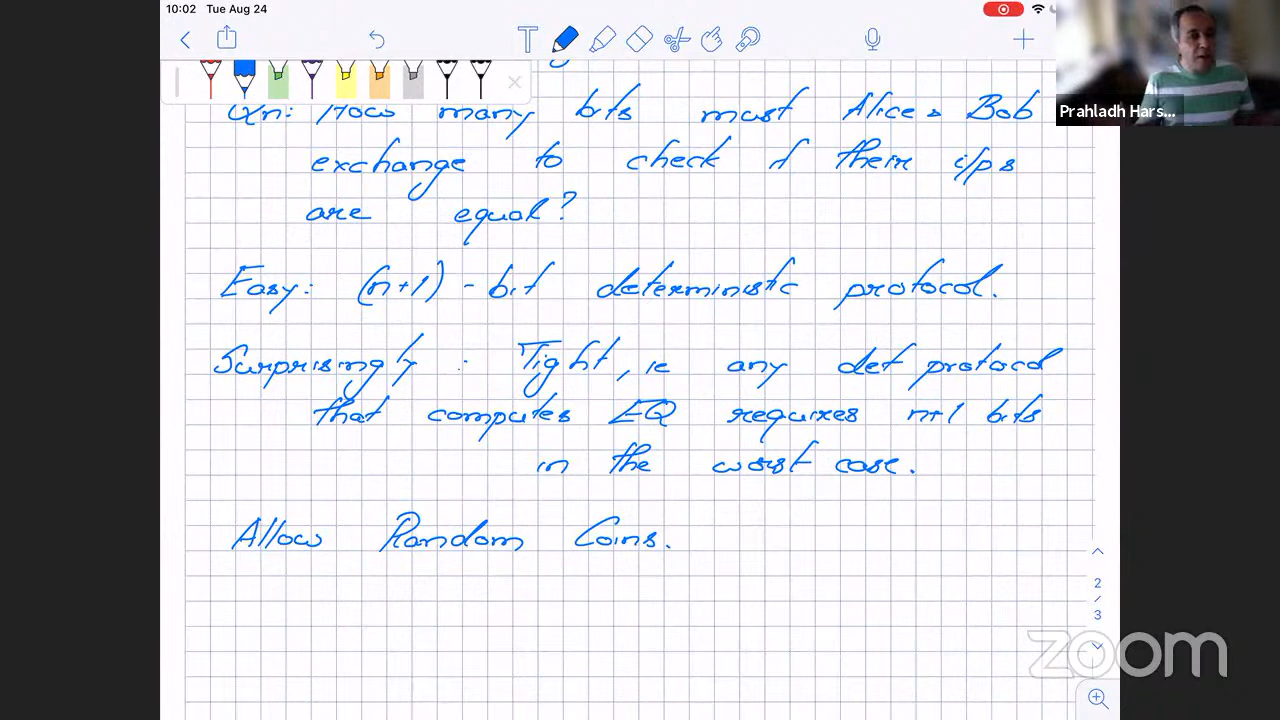 10:02 Tue Aug 24
Prahladh Hars...
Qn: How many bits must Alice & Bob
exchange to check if their i/ps
are equal?
Easy: (n+1) - bit deterministic protocol.
Surprisingly : Tight, ie any det protocol
that computes EQ requires n+1 bits
in the worst case.
Allow Random Coins.
2
/
3
zoom